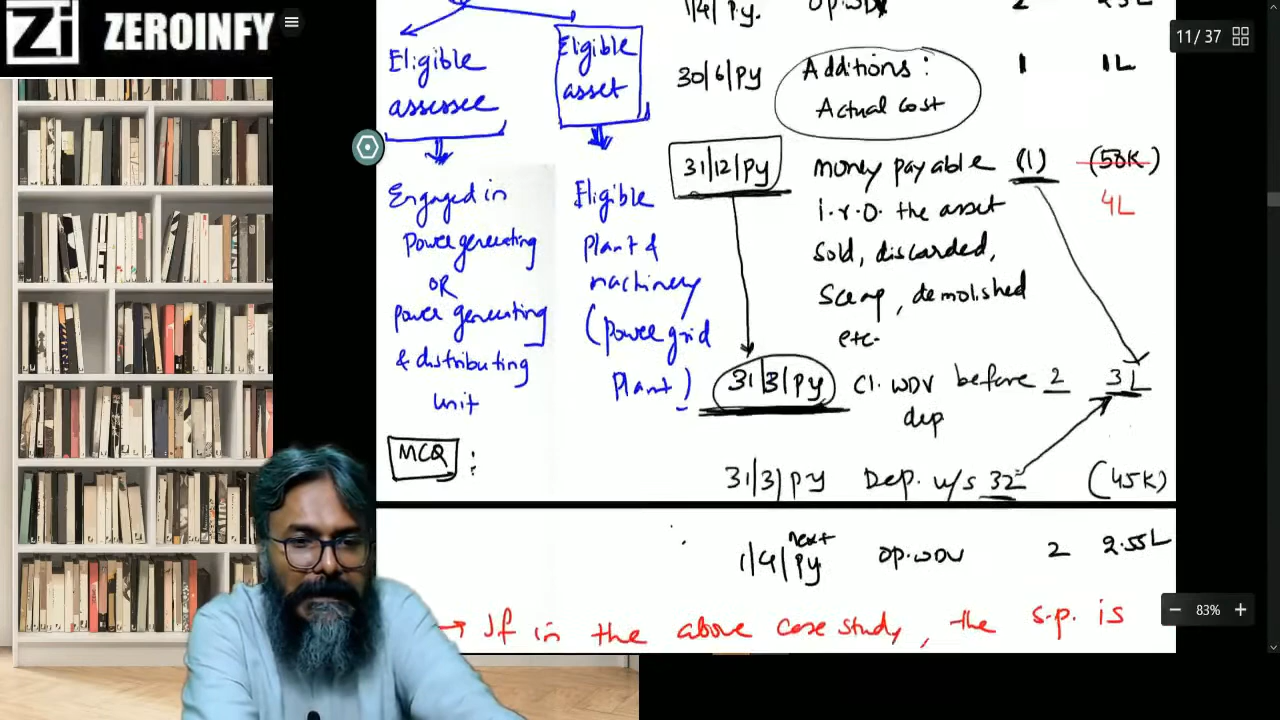 Zi ZEROINFY
11 / 37
1/4/Py. op.WDV 2
Eligible assessee
Eligible asset
30/6/Py Additions : 1 1L
Actual cost
31/12/Py money payable (1) (50K)
i.r.o. the asset 4L
sold, discarded,
Scrap, demolished
etc.
Engaged in
Power generating
OR
Power generating
& distributing
unit
Eligible
Plant &
machinery
(Power grid
Plant)
31/3/Py Cl. WDV before 2 3L
dep
MCQ :
31/3/Py Dep. u/s 32 (45K)
1/4/next Py op.WDV 2 2.55L
→ If in the above case study, the s.p. is
83%